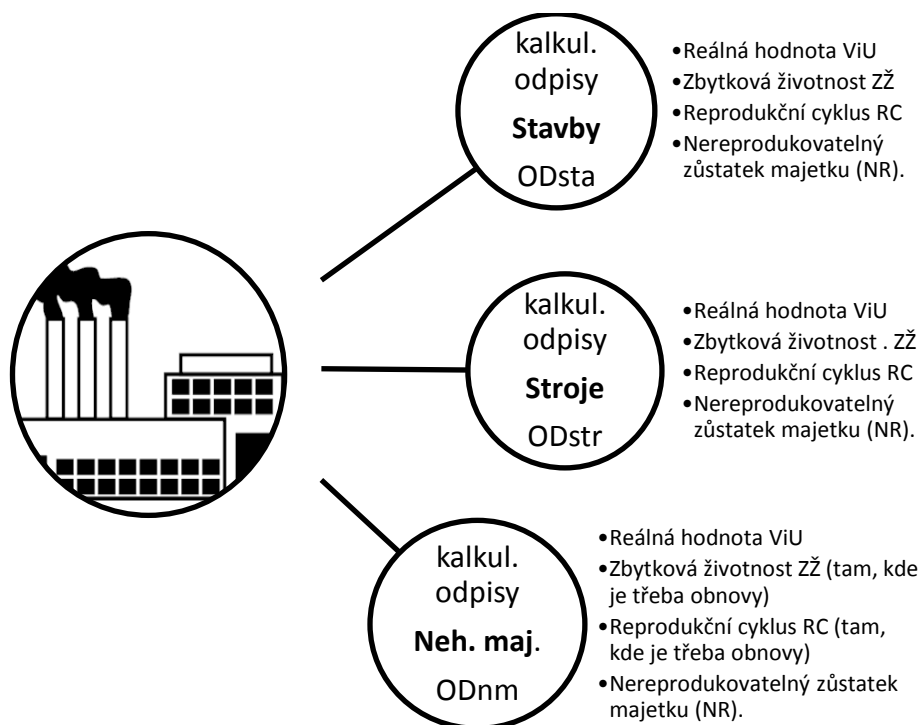 kalkul.
odpisy
Stavby
ODsta
•Reálná hodnota ViU
•Zbytková životnost ZŽ
•Reprodukční cyklus RC
•Nereprodukovatelný
zůstatek majetku (NR).
kalkul.
odpisy
Stroje
ODstr
•Reálná hodnota ViU
•Zbytková životnost . ZŽ
•Reprodukční cyklus RC
•Nereprodukovatelný
zůstatek majetku (NR).
kalkul.
odpisy
Neh. maj.
ODnm
•Reálná hodnota ViU
•Zbytková životnost ZŽ (tam, kde
je třeba obnovy)
•Reprodukční cyklus RC (tam,
kde je třeba obnovy)
•Nereprodukovatelný zůstatek
majetku (NR).